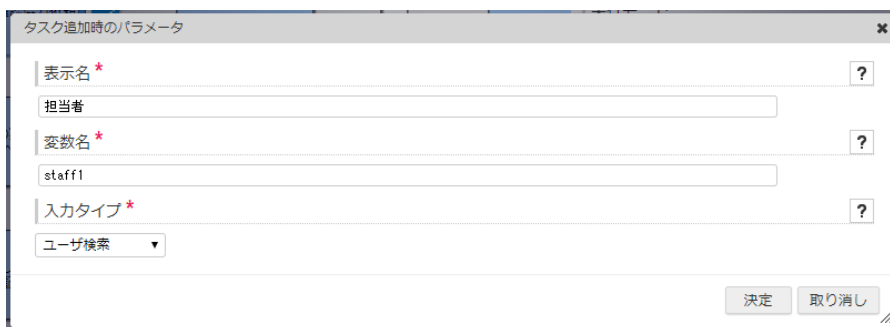 タスク追加時のパラメータ
表示名*
?
担当者
変数名*
?
staff1
入力タイプ*
?
ユーザ検索
決定 取り消し